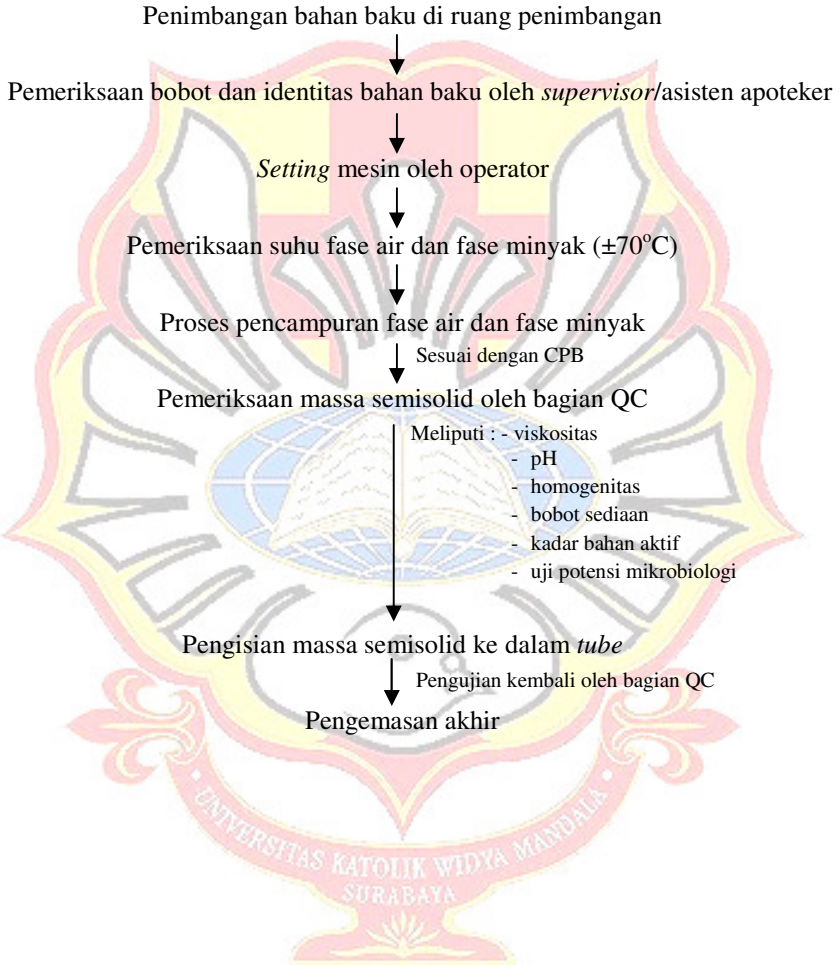 Penimbangan bahan baku di ruang penimbangan
Pemeriksaan bobot dan identitas bahan baku oleh supervisor/asisten apoteker
Setting mesin oleh operator
Pemeriksaan suhu fase air dan fase minyak (±70°C)
Proses pencampuran fase air dan fase minyak
Sesuai dengan CPB
Pemeriksaan massa semisolid oleh bagian QC
Meliputi : - viskositas
- pH
- homogenitas
- bobot sediaan
- kadar bahan aktif
- uji potensi mikrobiologi
Pengisian massa semisolid ke dalam tube
Pengujian kembali oleh bagian QC
Pengemasan akhir
UNIVERSITAS KATOLIK WIDYA MANDALA
SURABAYA